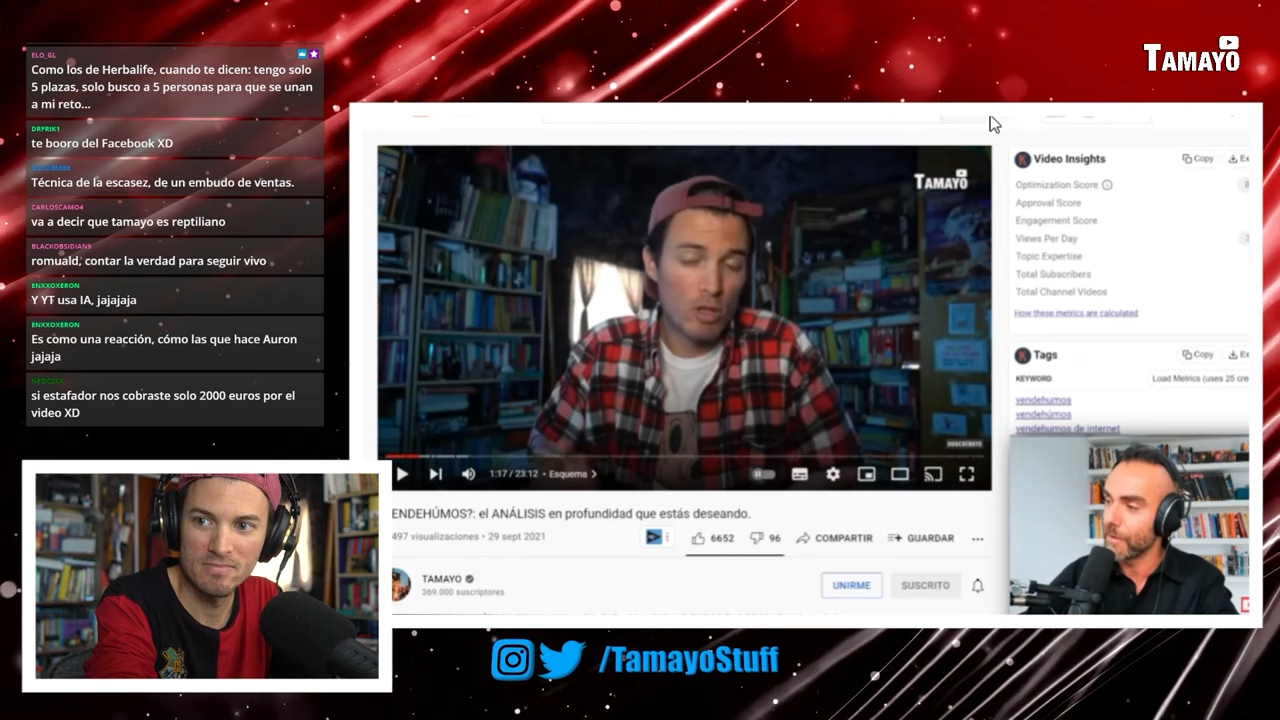 ELO_GL
Como los de Herbalife, cuando te dicen: tengo solo
5 plazas, solo busco a 5 personas para que se unan
a mi reto...
DRFRIK1
te booro del Facebook XD
Técnica de la escasez, de un embudo de ventas.
CARLOSCAMO4
va a decir que tamayo es reptiliano
BLACKOBSIDIANS
romuald, contar la verdad para seguir vivo
ENXXOXERON
Y YT usa IA, jajajaja
ENXXOXERON
Es como una reacción, cómo las que hace Auron
jajaja
si estafador nos cobraste solo 2000 euros por el
video XD
TAMAYO
TAMAYO
SUSCRÍBETE
1:17 / 23:12 • Esquema
ENDEHÚMOS?: el ANÁLISIS en profundidad que estás deseando.
497 visualizaciones • 29 sept 2021
6652
96
COMPARTIR
GUARDAR
TAMAYO
369.000 suscriptores
UNIRME
SUSCRITO
Video Insights
Copy
Ex
Optimization Score
Approval Score
Engagement Score
Views Per Day
Topic Expertise
Total Subscribers
Total Channel Videos
How these metrics are calculated
Tags
Copy
Ex
KEYWORD
Load Metrics (uses 25 cre
vendehumos
vendehúmos
vendehumos de internet
/TamayoStuff